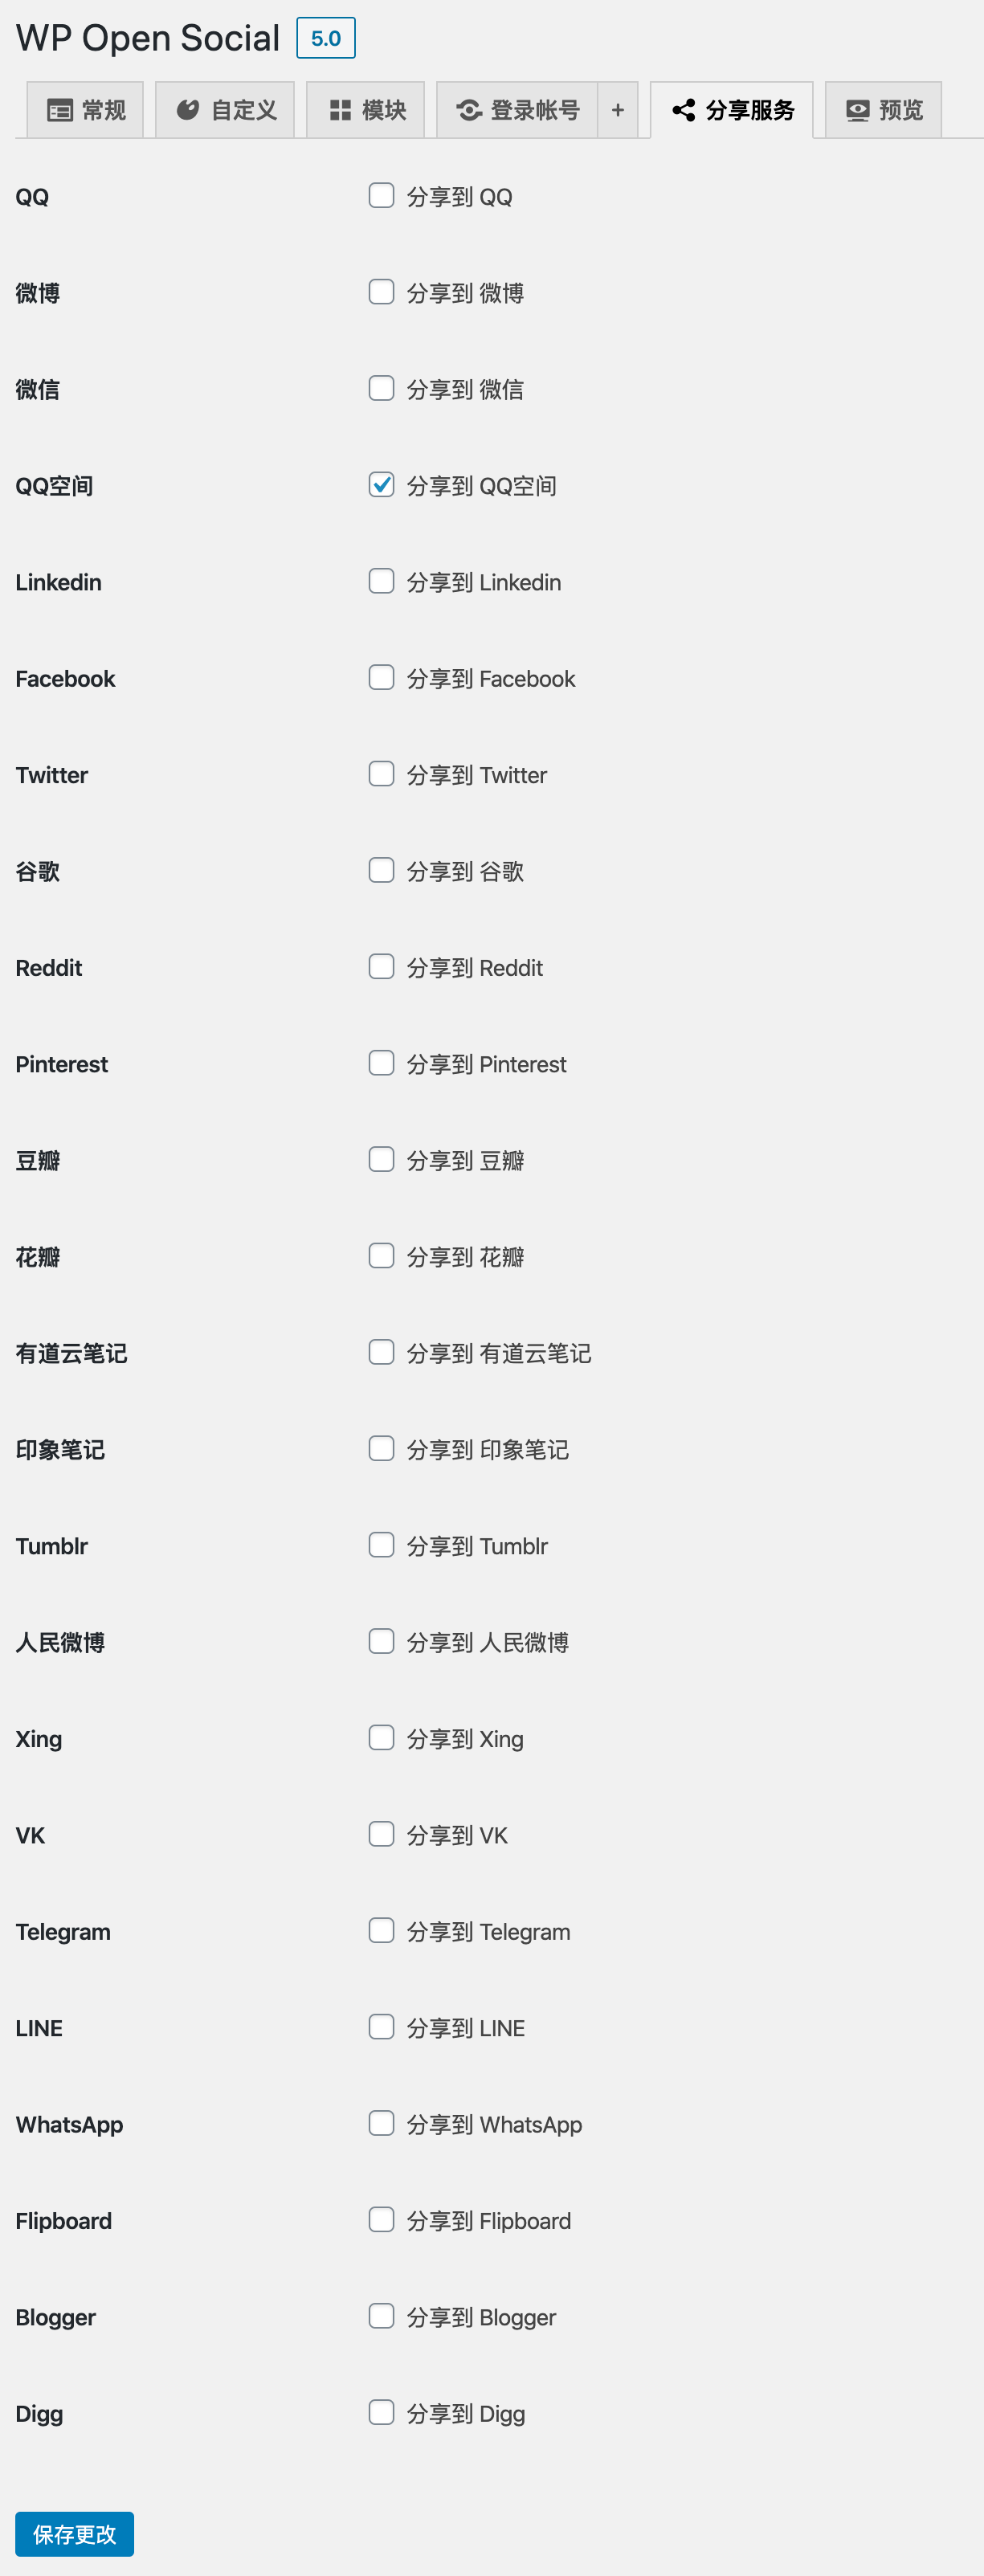 WP Open Social 5.0
常规 自定义 模块 登录帐号 + 分享服务 预览
QQ 分享到 QQ
微博 分享到 微博
微信 分享到 微信
QQ空间 分享到 QQ空间
Linkedin 分享到 Linkedin
Facebook 分享到 Facebook
Twitter 分享到 Twitter
谷歌 分享到 谷歌
Reddit 分享到 Reddit
Pinterest 分享到 Pinterest
豆瓣 分享到 豆瓣
花瓣 分享到 花瓣
有道云笔记 分享到 有道云笔记
印象笔记 分享到 印象笔记
Tumblr 分享到 Tumblr
人民微博 分享到 人民微博
Xing 分享到 Xing
VK 分享到 VK
Telegram 分享到 Telegram
LINE 分享到 LINE
WhatsApp 分享到 WhatsApp
Flipboard 分享到 Flipboard
Blogger 分享到 Blogger
Digg 分享到 Digg
保存更改